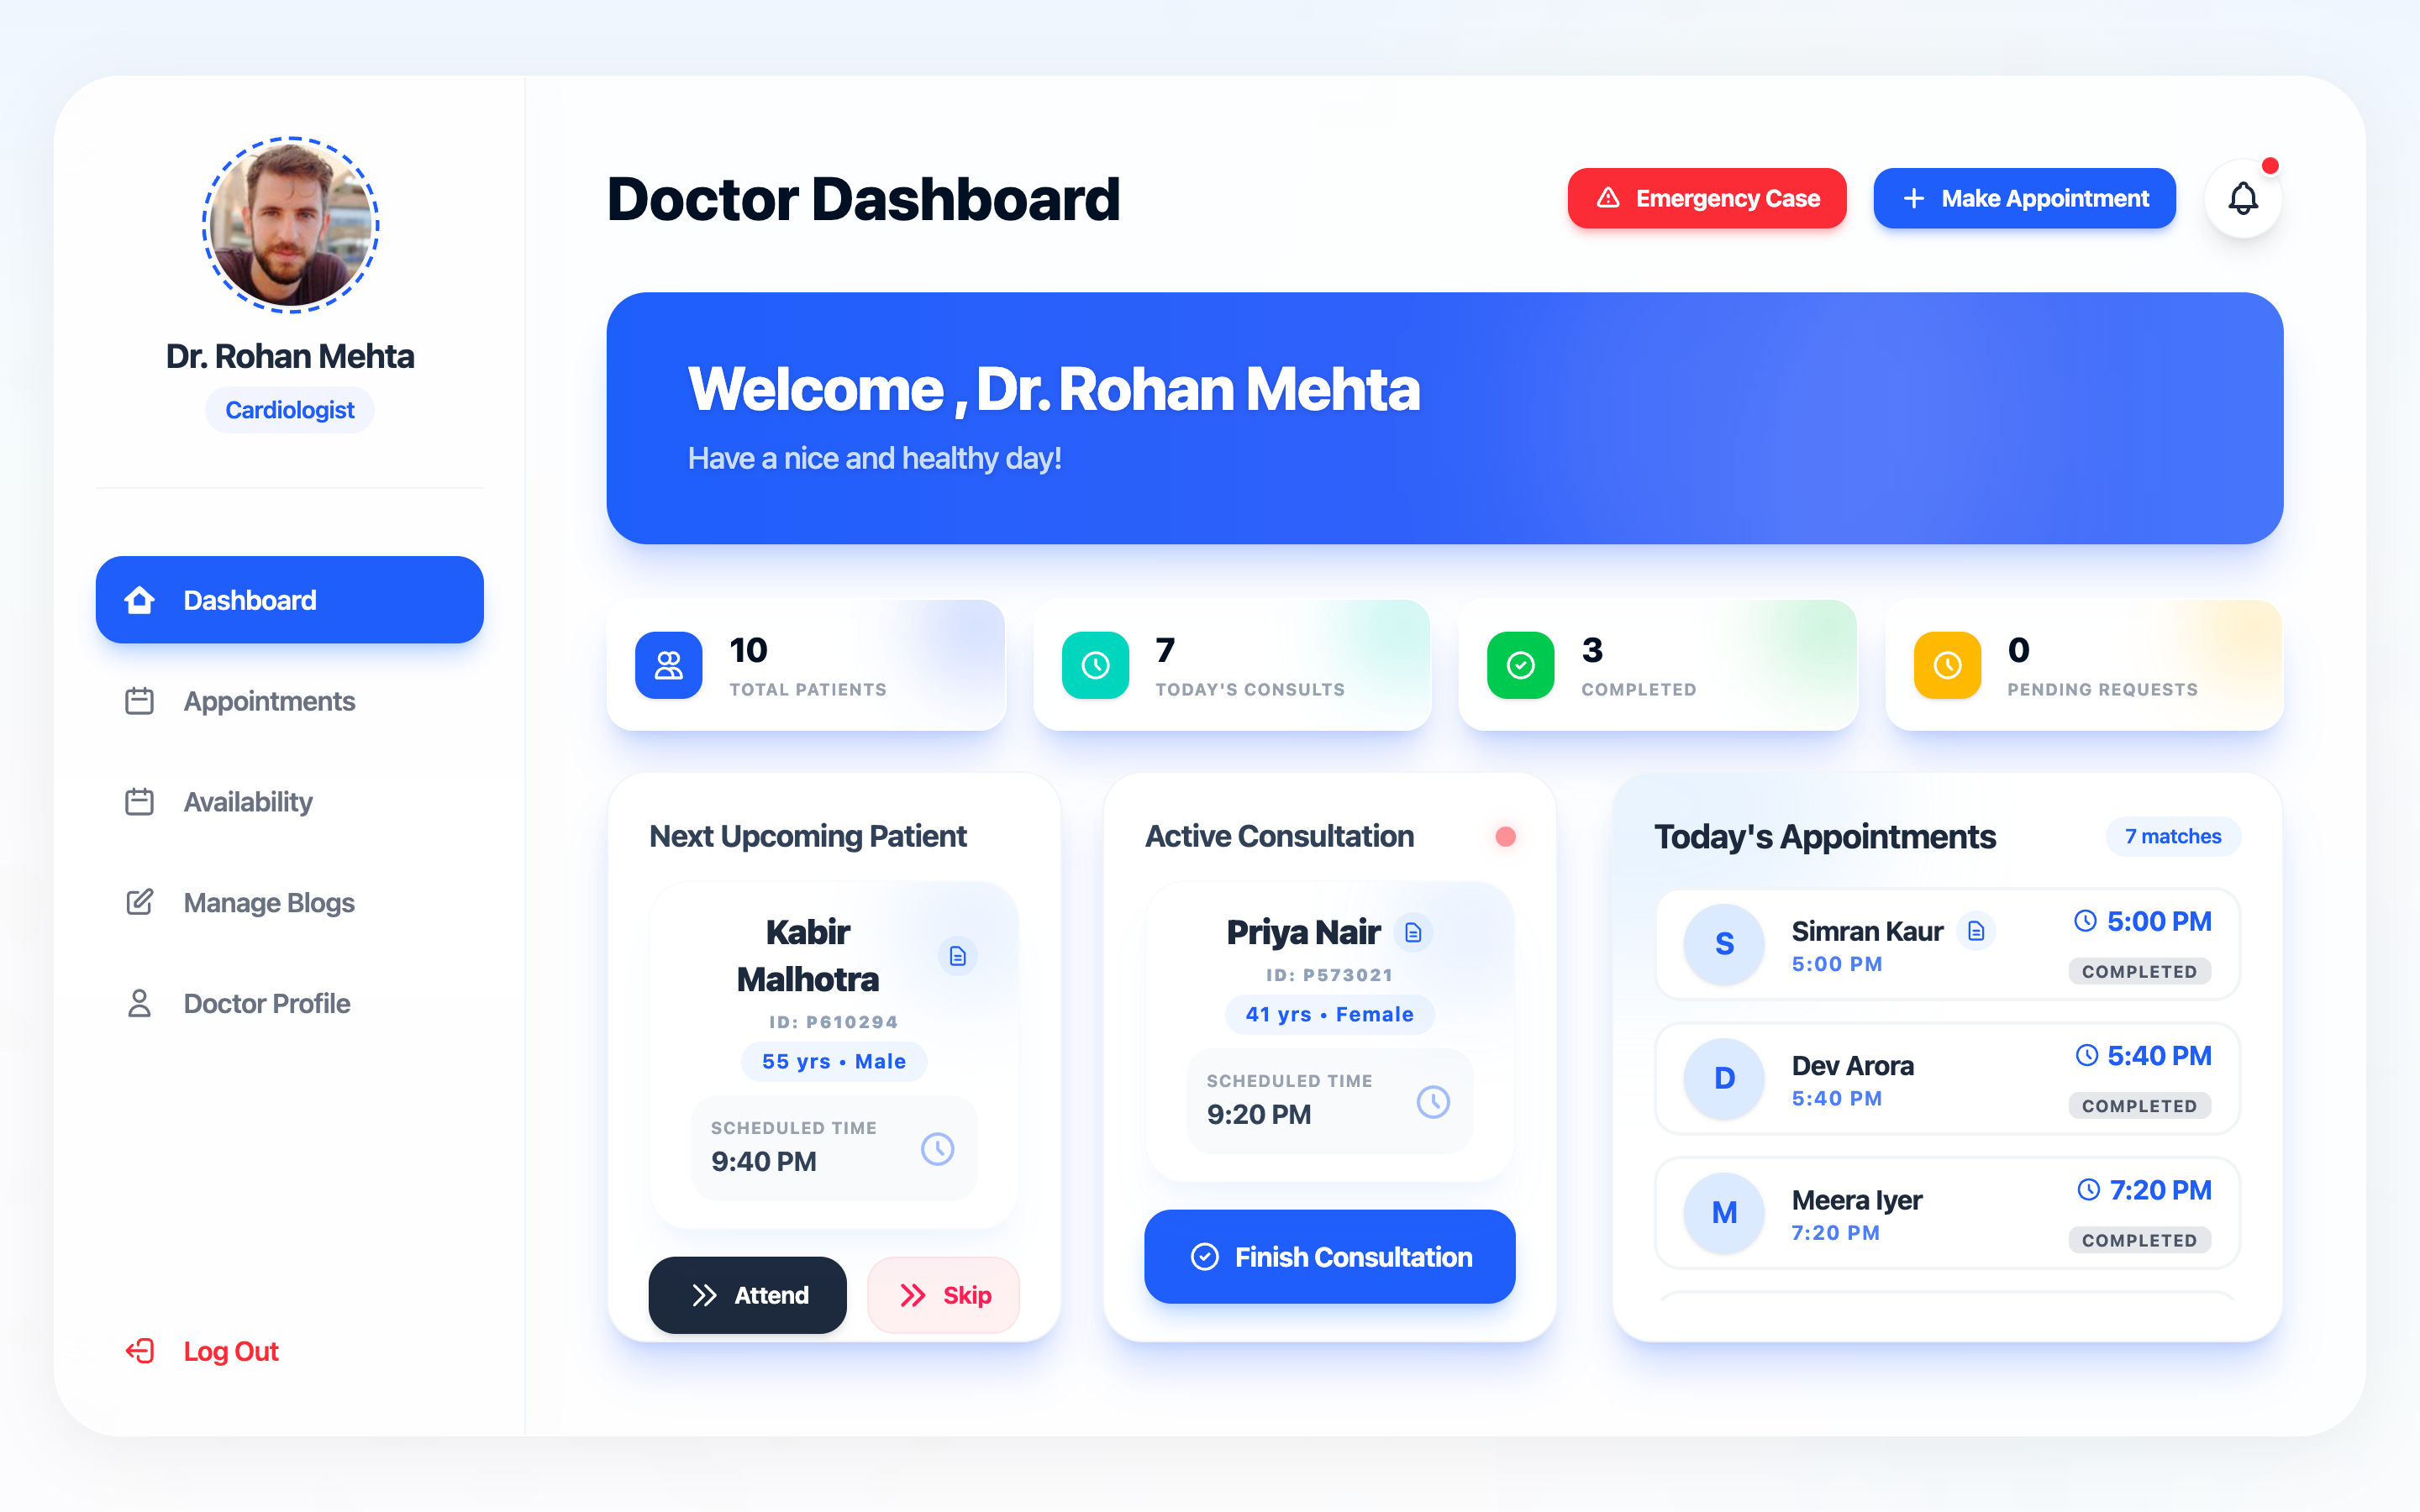 Dr. Rohan Mehta
Cardiologist
Dashboard
Appointments
Availability
Manage Blogs
Doctor Profile
Log Out
Doctor Dashboard
Emergency Case
Make Appointment
Welcome , Dr. Rohan Mehta
Have a nice and healthy day!
10
TOTAL PATIENTS
7
TODAY'S CONSULTS
3
COMPLETED
0
PENDING REQUESTS
Next Upcoming Patient
Kabir
Malhotra
ID: P610294
55 yrs • Male
SCHEDULED TIME
9:40 PM
Attend
Skip
Active Consultation
Priya Nair
ID: P573021
41 yrs • Female
SCHEDULED TIME
9:20 PM
Finish Consultation
Today's Appointments
7 matches
S
Simran Kaur
5:00 PM
5:00 PM
COMPLETED
D
Dev Arora
5:40 PM
5:40 PM
COMPLETED
M
Meera Iyer
7:20 PM
7:20 PM
COMPLETED